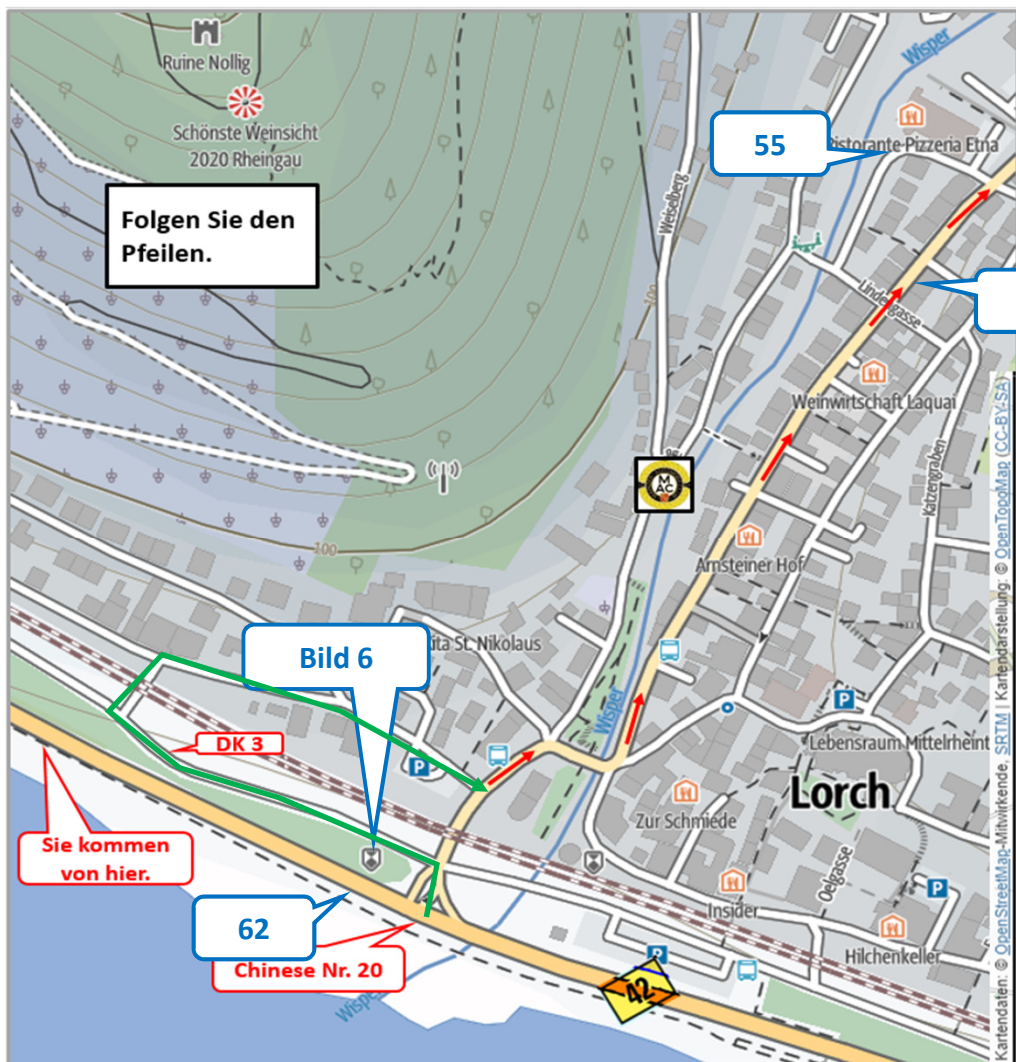 Ruine Nollig
Schönste Weinsicht
2020 Rheingau
Folgen Sie den
Pfeilen.
Wisper
55
Ristorante Pizzeria Etna
Weiselberg
100
Lindengasse
Weinwirtschaft Laquai
Katzengraben
M
AC
100
Arnsteiner Hof
Kita St. Nikolaus
Bild 6
Wisper
P
DK 3
P
Lebensraum Mittelrheint
Lorch
Zur Schmiede
Sie kommen
von hier.
Oelgasse
Insider
P
62
Hilchenkeller
Chinese Nr. 20
P
42
Wisper
Kartendaten: © OpenStreetMap-Mitwirkende, SRTM | Kartendarstellung: © OpenTopoMap (CC-BY-SA)